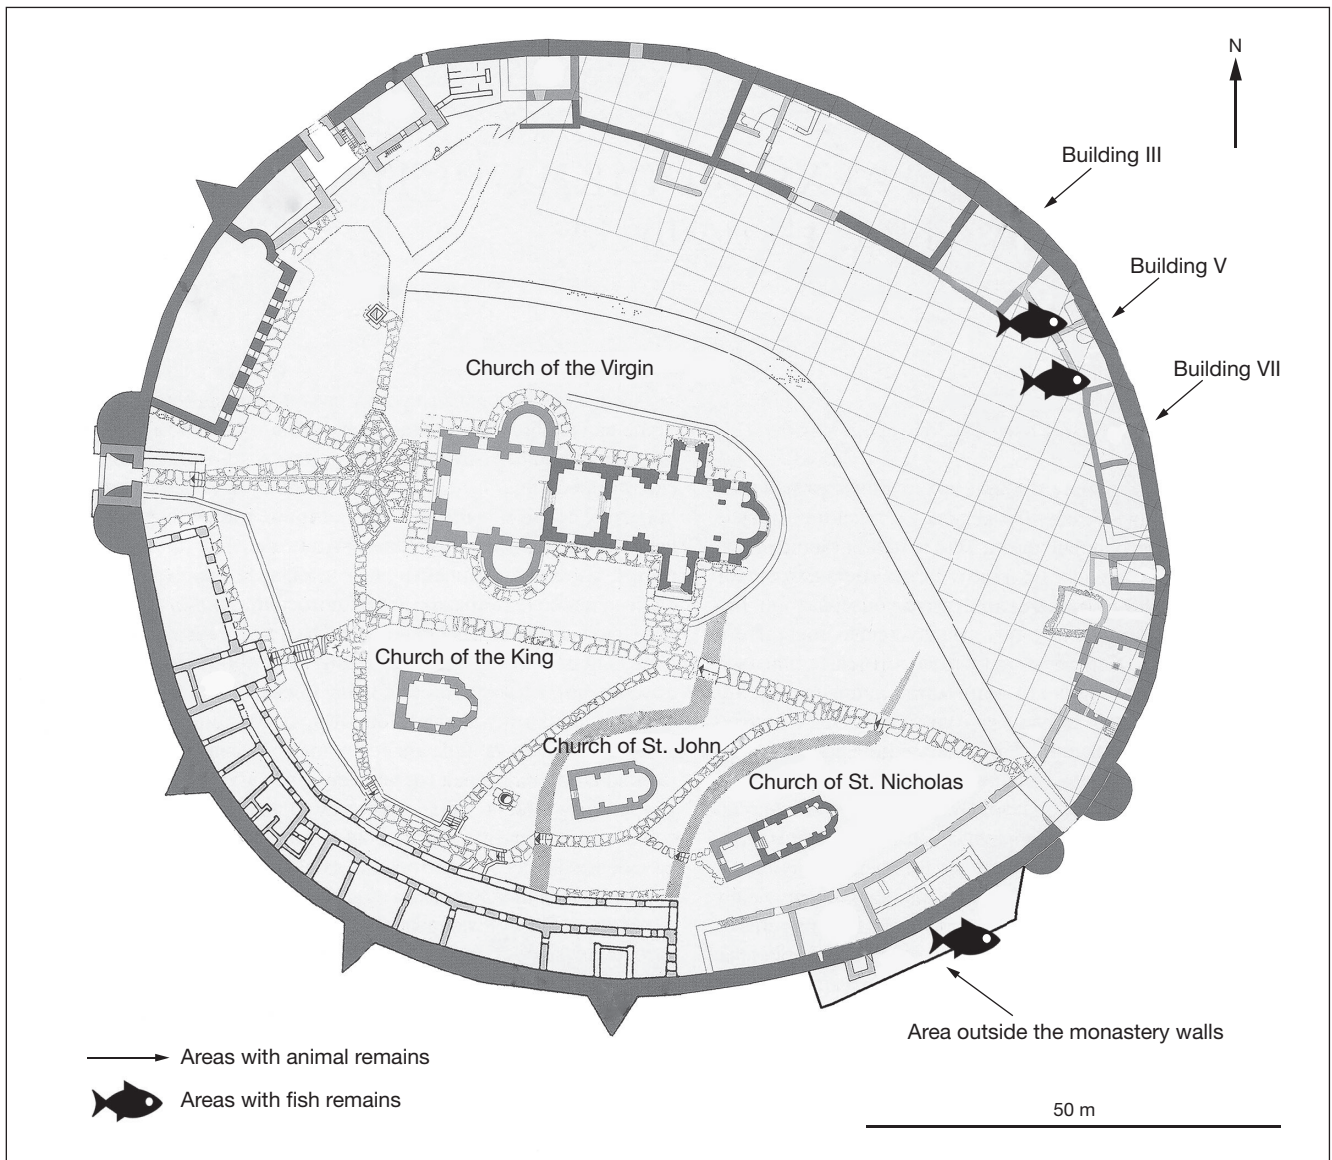 N
Building III
Building V
Building VII
Church of the Virgin
Church of the King
Church of St. John
Church of St. Nicholas
Area outside the monastery walls
Areas with animal remains
Areas with fish remains
50 m